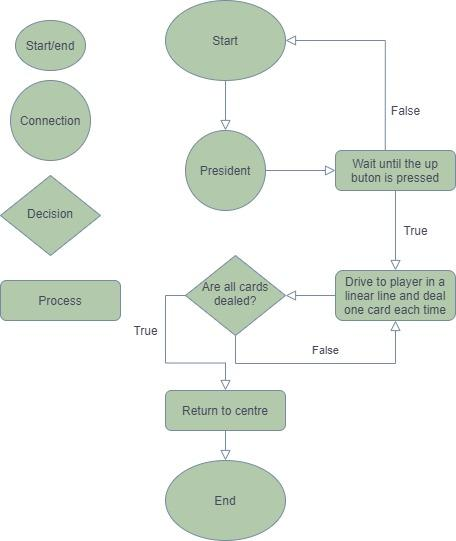 Start/end
Connection
Decision
Process
Start
President
Wait until the up
buton is pressed
False
True
Drive to player in a
linear line and deal
one card each time
Are all cards
dealed?
True
False
Return to centre
End